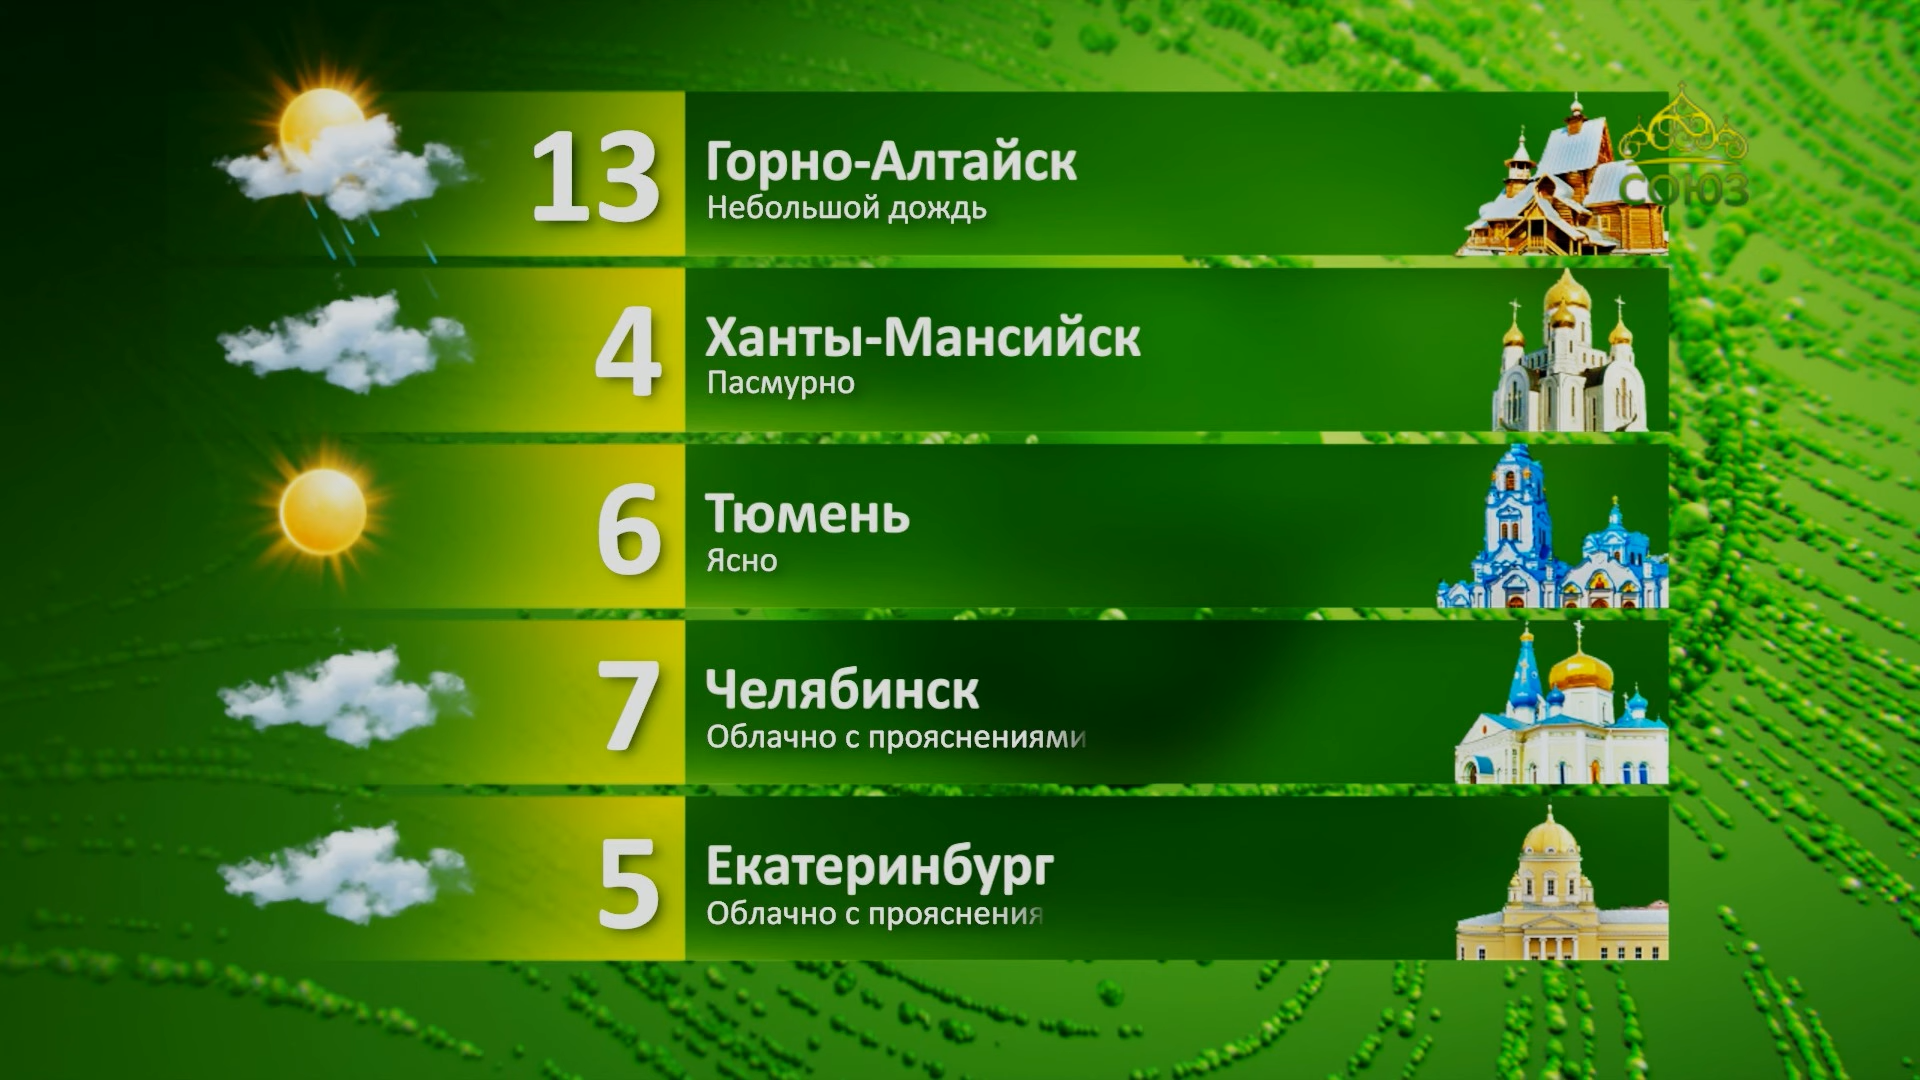 13
Горно-Алтайск
Небольшой дождь
СОЮЗ
4
Ханты-Мансийск
Пасмурно
6
Тюмень
Ясно
7
Челябинск
Облачно с прояснениями
5
Екатеринбург
Облачно с прояснения